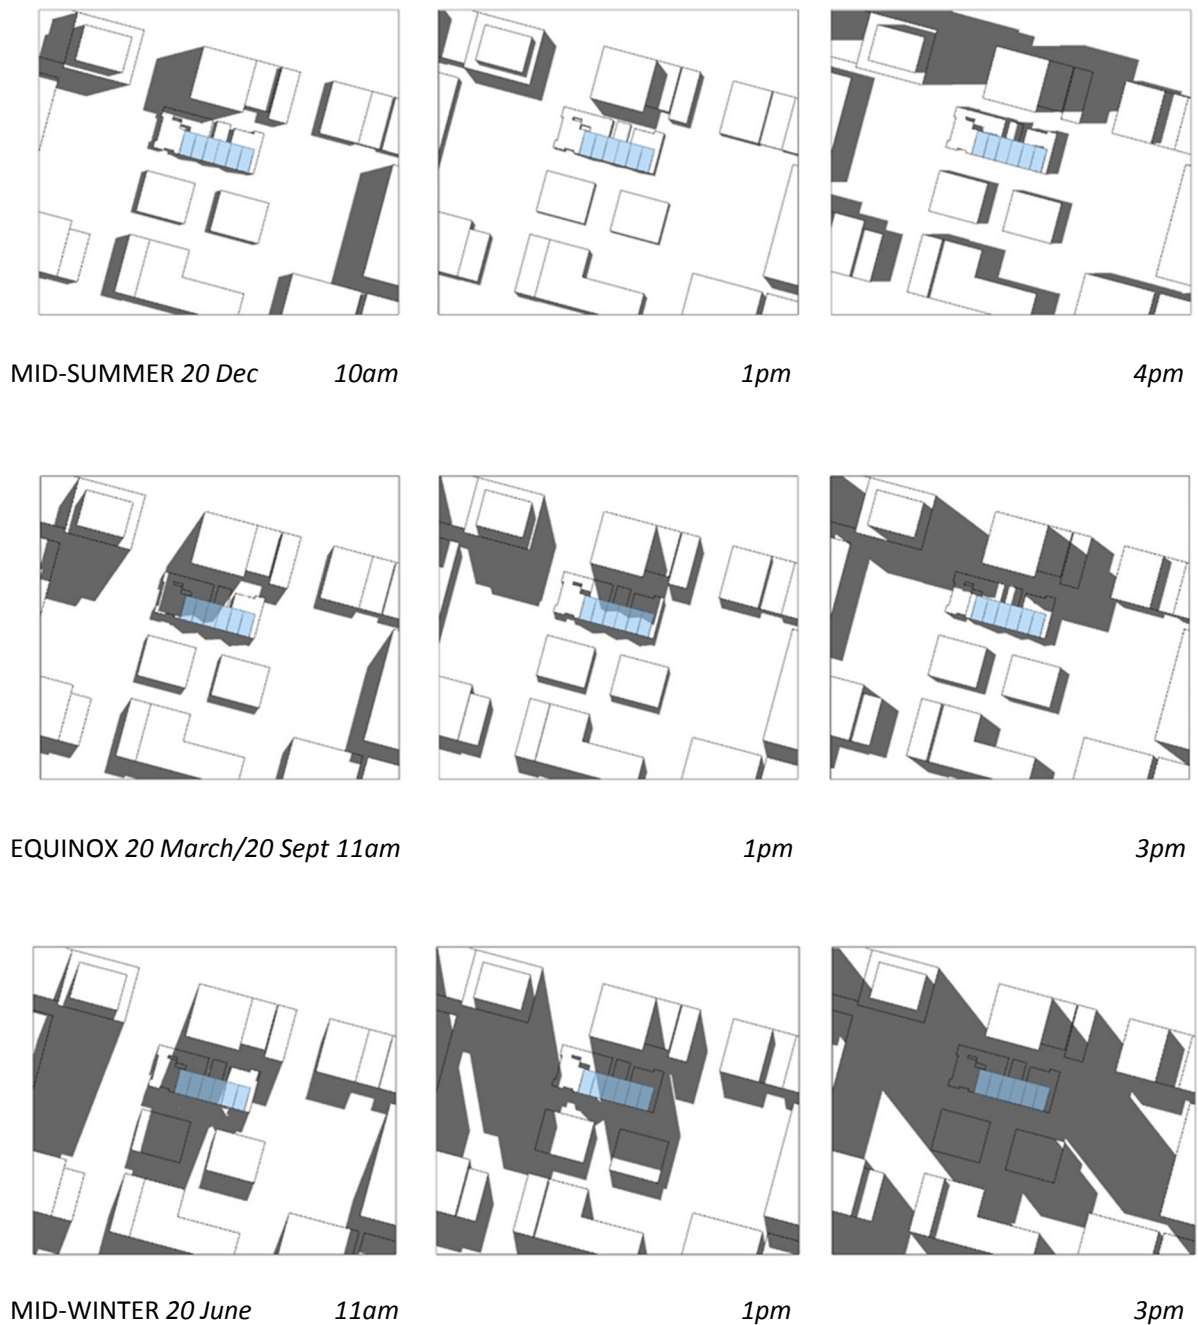 MID-SUMMER 20 Dec 10am 1pm 4pm
EQUINOX 20 March/20 Sept 11am 1pm 3pm
MID-WINTER 20 June 11am 1pm 3pm